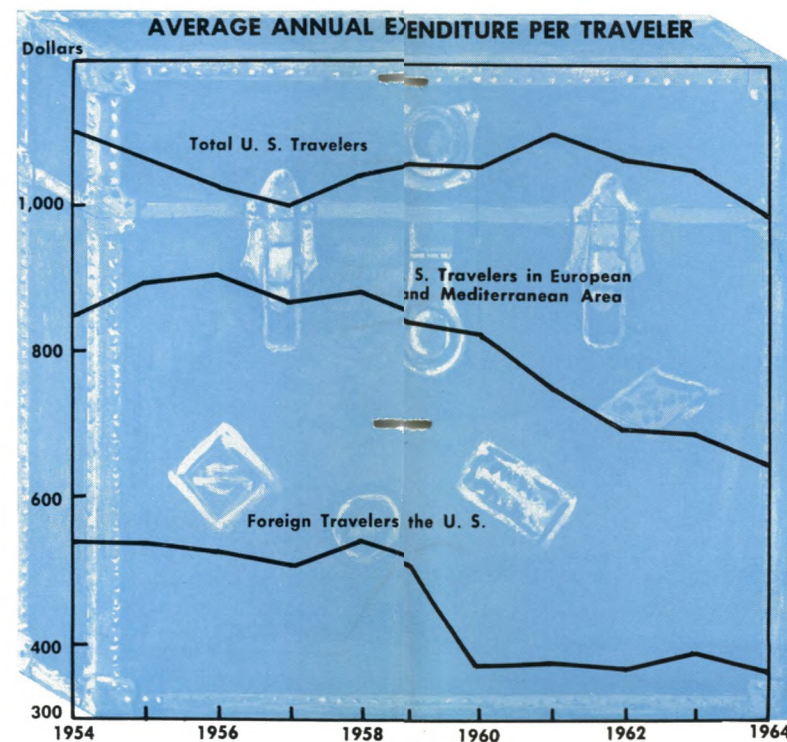 AVERAGE ANNUAL EXENDITURE PER TRAVELER
Dollars
Total U. S. Travelers
1,000
S. Travelers in European
and Mediterranean Area
800
600
Foreign Travelers the U. S.
400
300
1954 1956 1958 1960 1962 1964